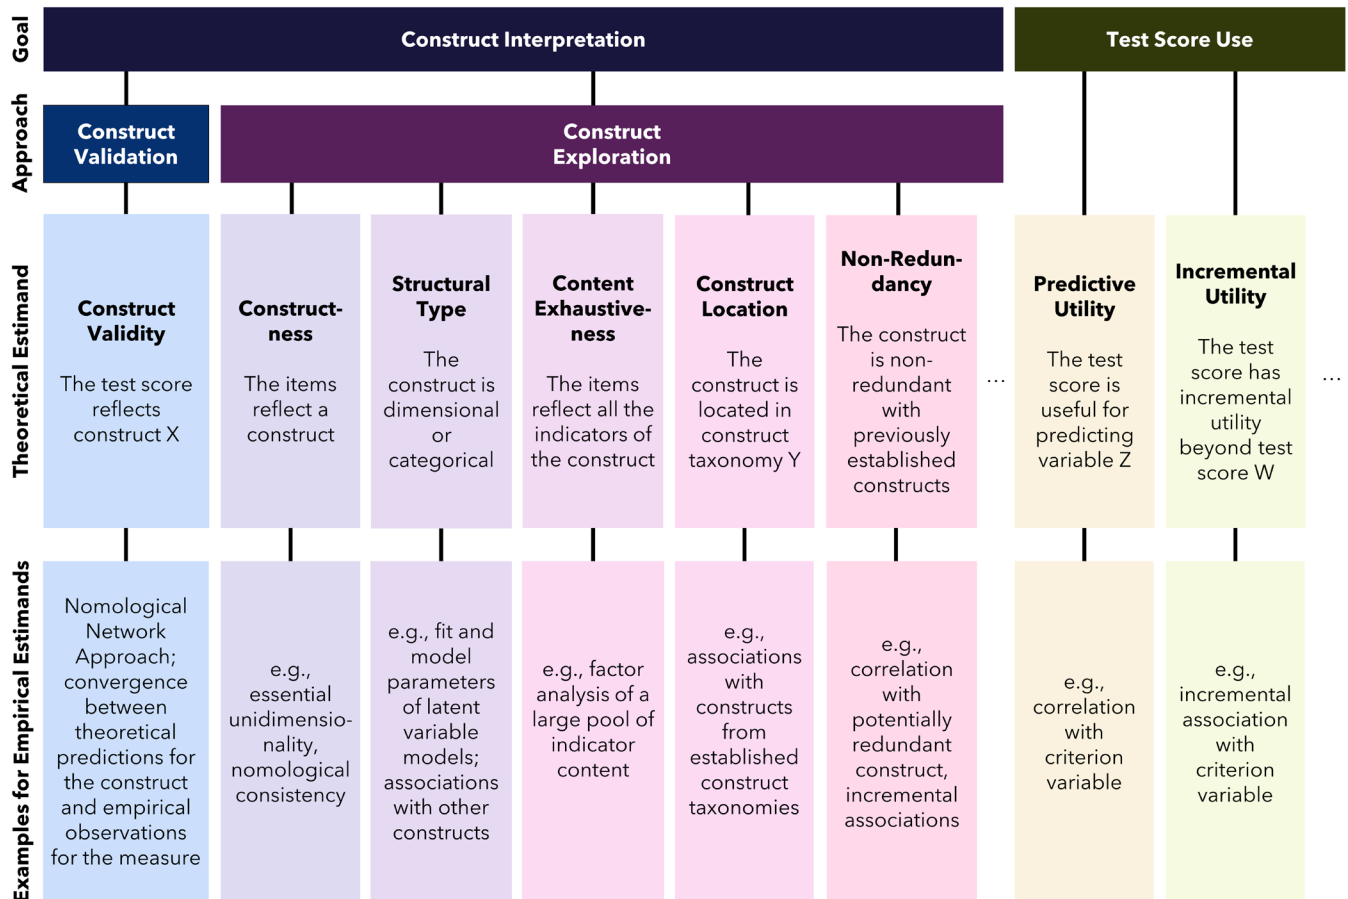 Goal
Construct Interpretation
Test Score Use
Approach
Construct
Validation
Construct
Exploration
Theoretical Estimand
Construct
Validity
The test score
reflects
construct X
Construct-
ness
The items
reflect a
construct
Structural
Type
The
construct is
dimensional
or
categorical
Content
Exhaustive-
ness
The items
reflect all the
indicators of
the construct
Construct
Location
The
construct is
located in
construct
taxonomy Y
Non-Redun-
dancy
The construct
is non-
redundant
with
previously
established
constructs
...
Predictive
Utility
The test
score is
useful for
predicting
variable Z
Incremental
Utility
The test
score has
incremental
utility
beyond test
score W
...
Examples for Empirical Estimands
Nomological
Network
Approach;
convergence
between
theoretical
predictions for
the construct
and empirical
observations
for the measure
e.g.,
essential
unidimensio-
nality,
nomological
consistency
e.g., fit and
model
parameters
of latent
variable
models;
associations
with other
constructs
e.g., factor
analysis of a
large pool of
indicator
content
e.g.,
associations
with
constructs
from
established
construct
taxonomies
e.g.,
correlation
with
potentially
redundant
construct,
incremental
associations
e.g.,
correlation
with
criterion
variable
e.g.,
incremental
association
with
criterion
variable